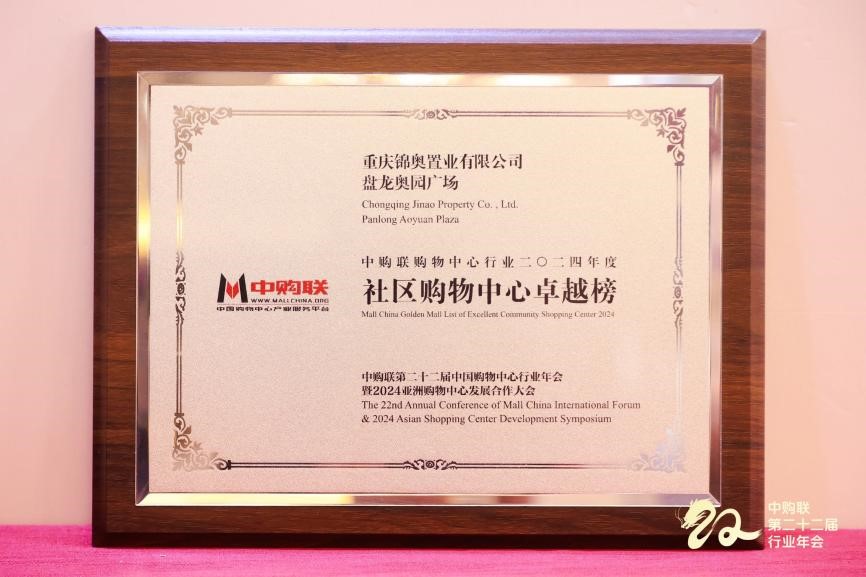 重庆锦奥置业有限公司
盘龙奥园广场
Chongqing Jinao Property Co. , Ltd.
Panlong Aoyuan Plaza
中购联购物中心行业二〇二四年度
社区购物中心卓越榜
Mall China Golden Mall List of Excellent Community Shopping Center 2024
中购联
WWW.MALLCHINA.ORG
中国购物中心产业服务平台
中购联第二十二届中国购物中心行业年会
暨2024亚洲购物中心发展合作大会
The 22nd Annual Conference of Mall China International Forum
& 2024 Asian Shopping Center Development Symposium
中购联
第二十二届
行业年会